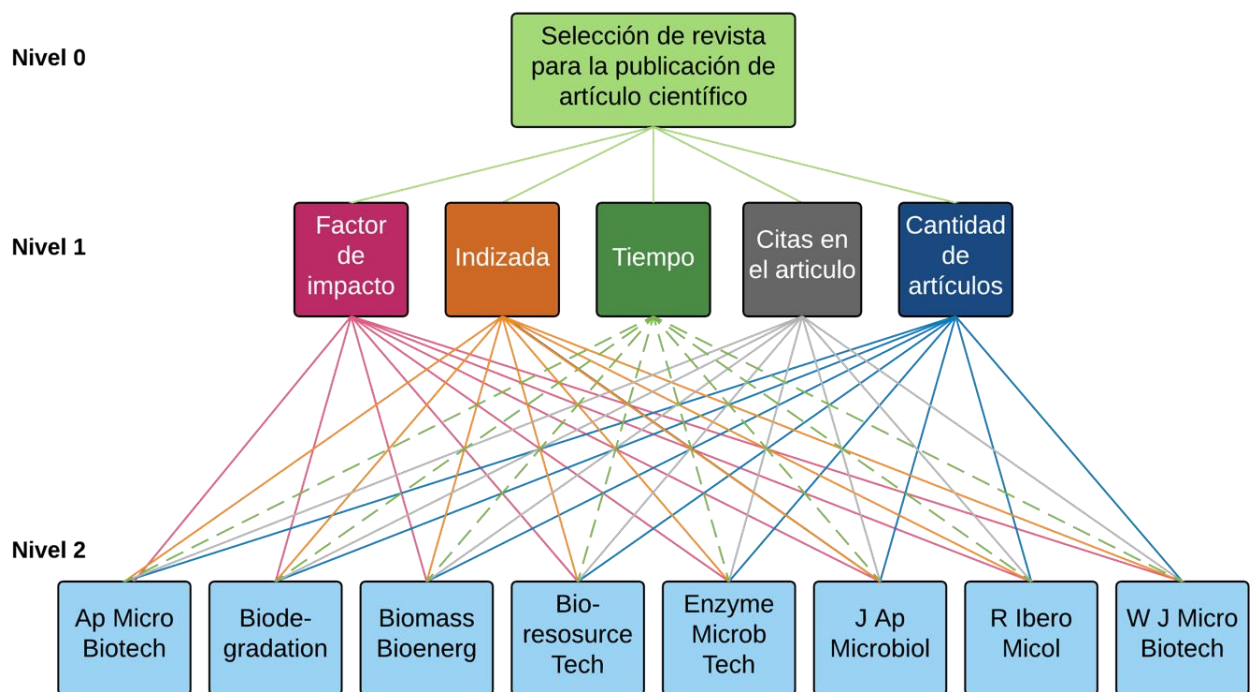 Nivel 0
Selección de revista
para la publicación de
artículo científico
Nivel 1
Factor
de
impacto
Indizada
Tiempo
Citas en
el articulo
Cantidad
de
artículos
Nivel 2
Ap Micro
Biotech
Biode-
gradation
Biomass
Bioenerg
Bio-
resosurce
Tech
Enzyme
Microb
Tech
J Ap
Microbiol
R Ibero
Micol
W J Micro
Biotech